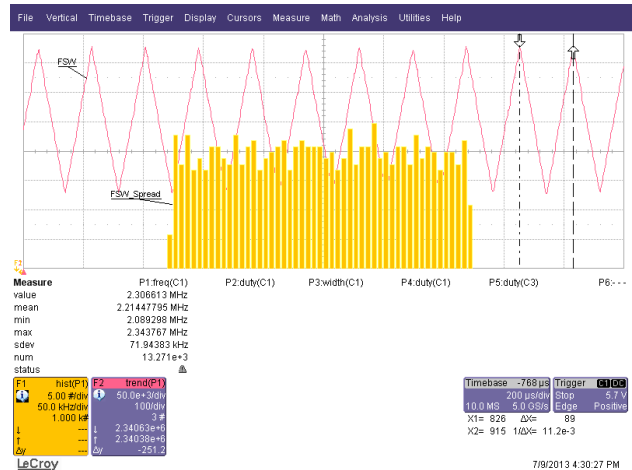 File Vertical Timebase Trigger Display Cursors Measure Math Analysis Utilities Help
FSW
FSW_Spread
F2
Measure P1:freq(C1) P2:duty(C1) P3:width(C1) P4:duty(C1) P5:duty(C3) P6:- - -
value 2.306613 MHz
mean 2.21447795 MHz
min 2.089298 MHz
max 2.343767 MHz
sdev 71.94383 kHz
num 13.271e+3
status
F1 hist(P1) F2 trend(P1)
5.00 #/div 50.0e+3/div
50.0 kHz/div 100/div
1.000 k# 3 #
↓ --- ↓ 2.34063e+6
↑ --- ↑ 2.34038e+6
Δy --- Δy -251.2
Timebase -768 µs Trigger C1 DC
200 µs/div Stop 5.7 V
10.0 MS 5.0 GS/s Edge Positive
X1= 826 ΔX= 89
X2= 915 1/ΔX= 11.2e-3
LeCroy 7/9/2013 4:30:27 PM